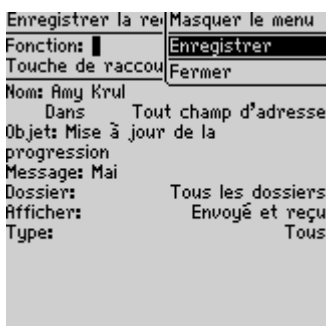 Enregistrer la re
Masquer le menu
Fonction:
Enregistrer
Touche de raccou
Fermer
Nom: Amy Krul
Dans Tout champ d'adresse
Objet: Mise à jour de la
progression
Message: Mai
Dossier: Tous les dossiers
Afficher: Envoyé et reçu
Type: Tous